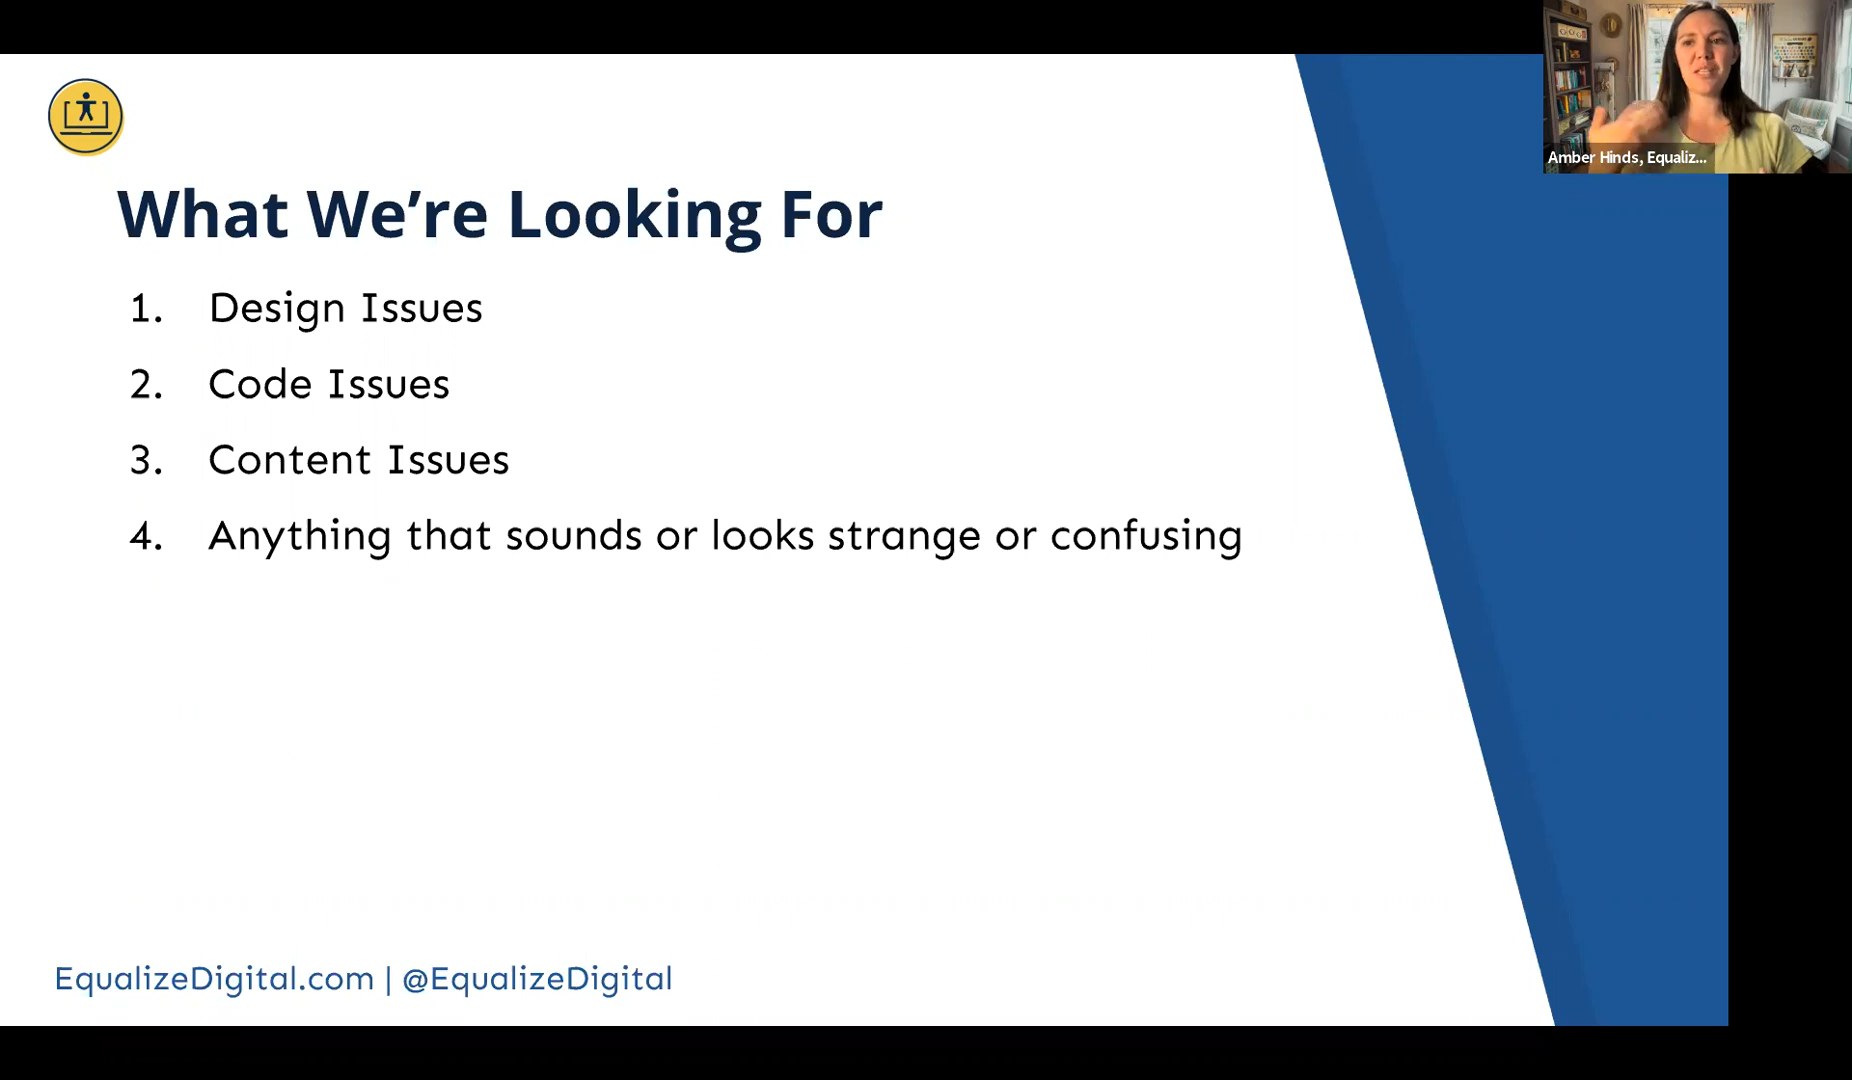 Amber Hinds, Equaliz...
What We’re Looking For
1. Design Issues
2. Code Issues
3. Content Issues
4. Anything that sounds or looks strange or confusing
EqualizeDigital.com | @EqualizeDigital